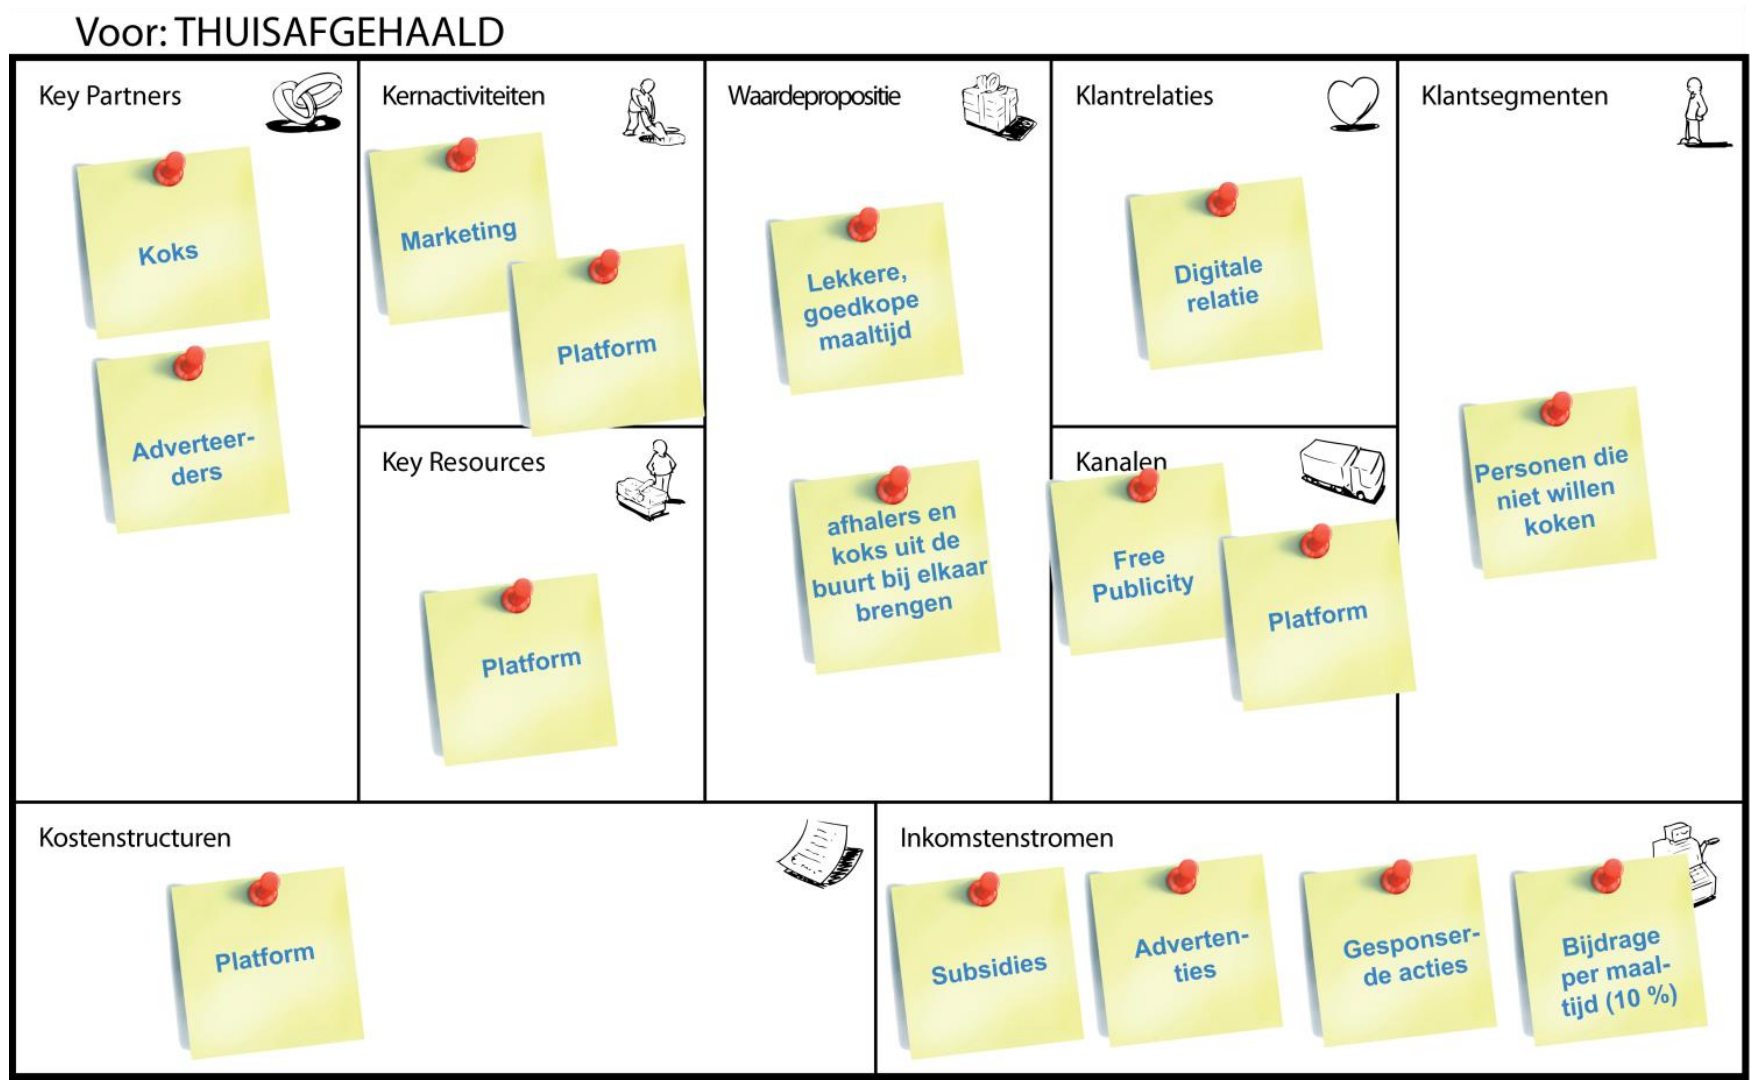 Voor: THUISAFGEHAALD
Key Partners
Koks
Adverteer-
ders
Kernactiviteiten
Marketing
Platform
Key Resources
Platform
Waardepropositie
Lekkere,
goedkope
maaltijd
afhalers en
koks uit de
buurt bij elkaar
brengen
Klantrelaties
Digitale
relatie
Kanalen
Free
Publicity
Platform
Klantsegmenten
Personen die
niet willen
koken
Kostenstructuren
Platform
Inkomstenstromen
Subsidies
Adverten-
ties
Gesponser-
de acties
Bijdrage
per maal-
tijd (10 %)